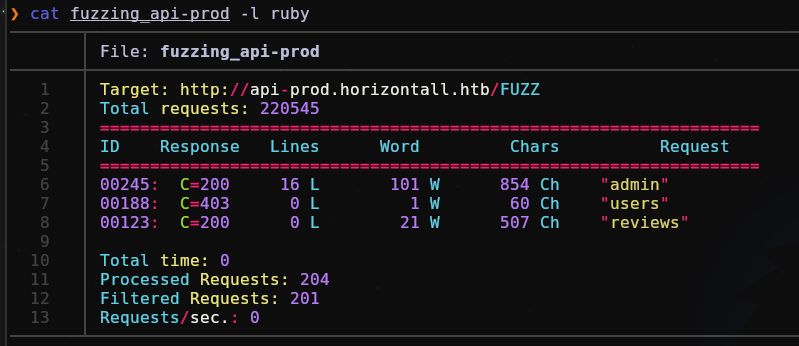 ❯ cat fuzzing_api-prod -l ruby
File: fuzzing_api-prod
1 Target: http://api-prod.horizontall.htb/FUZZ
2 Total requests: 220545
3 ==================================================================
4 ID    Response   Lines      Word         Chars          Request
5 ==================================================================
6 00245:  C=200     16 L       101 W      854 Ch    "admin"
7 00188:  C=403      0 L         1 W       60 Ch    "users"
8 00123:  C=200      0 L        21 W      507 Ch    "reviews"
9
10 Total time: 0
11 Processed Requests: 204
12 Filtered Requests: 201
13 Requests/sec.: 0